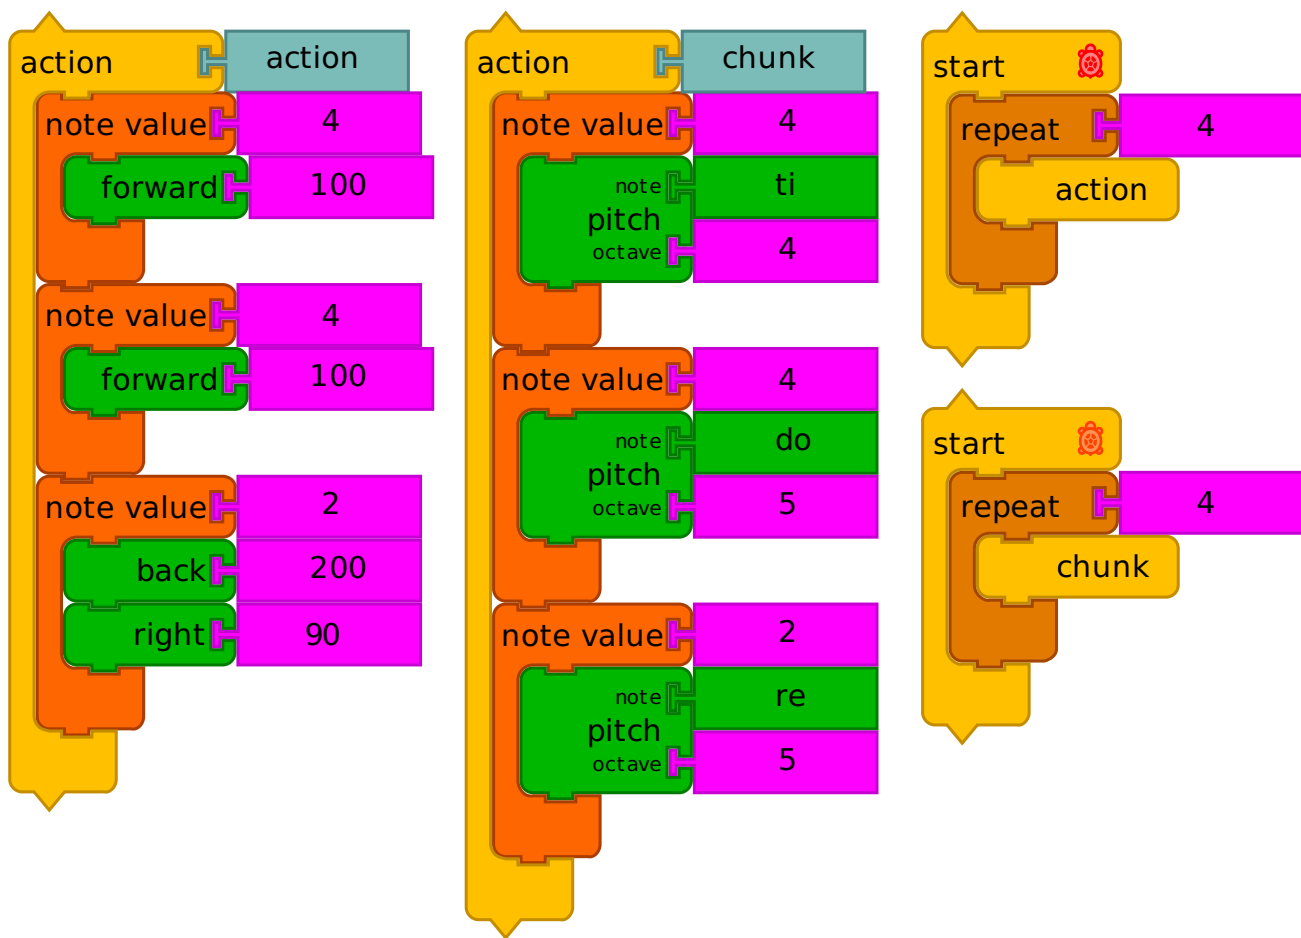 action action
note value 4
forward 100
note value 4
forward 100
note value 2
back 200
right 90
action chunk
note value 4
note ti
pitch
octave 4
note value 4
note do
pitch
octave 5
note value 2
note re
pitch
octave 5
start
repeat 4
action
start
repeat 4
chunk